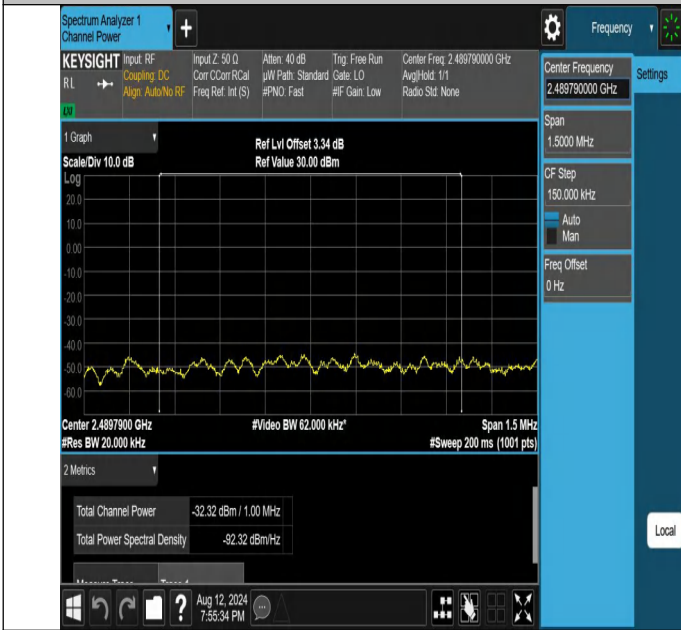 Spectrum Analyzer 1
Channel Power
+
Frequency
KEYSIGHT
RL
Input: RF
Coupling: DC
Align: Auto/No RF
Input Z: 50 Ω
Corr CCorr RCal
Freq Ref: Int (S)
Atten: 40 dB
µW Path: Standard
#PNO: Fast
Trig: Free Run
Gate: LO
#IF Gain: Low
Center Freq: 2.489790000 GHz
Avg|Hold: 1/1
Radio Std: None
1 Graph
Scale/Div 10.0 dB
Ref Lvl Offset 3.34 dB
Ref Value 30.00 dBm
Log
20.0
10.0
0.00
-10.0
-20.0
-30.0
-40.0
-50.0
-60.0
Center 2.4897900 GHz
#Res BW 20.000 kHz
#Video BW 62.000 kHz*
Span 1.5 MHz
#Sweep 200 ms (1001 pts)
2 Metrics
Total Channel Power -32.32 dBm / 1.00 MHz
Total Power Spectral Density -92.32 dBm/Hz
?
Aug 12, 2024
7:55:34 PM
Center Frequency
2.489790000 GHz
Settings
Span
1.5000 MHz
CF Step
150.000 kHz
Auto
Man
Freq Offset
0 Hz
Local